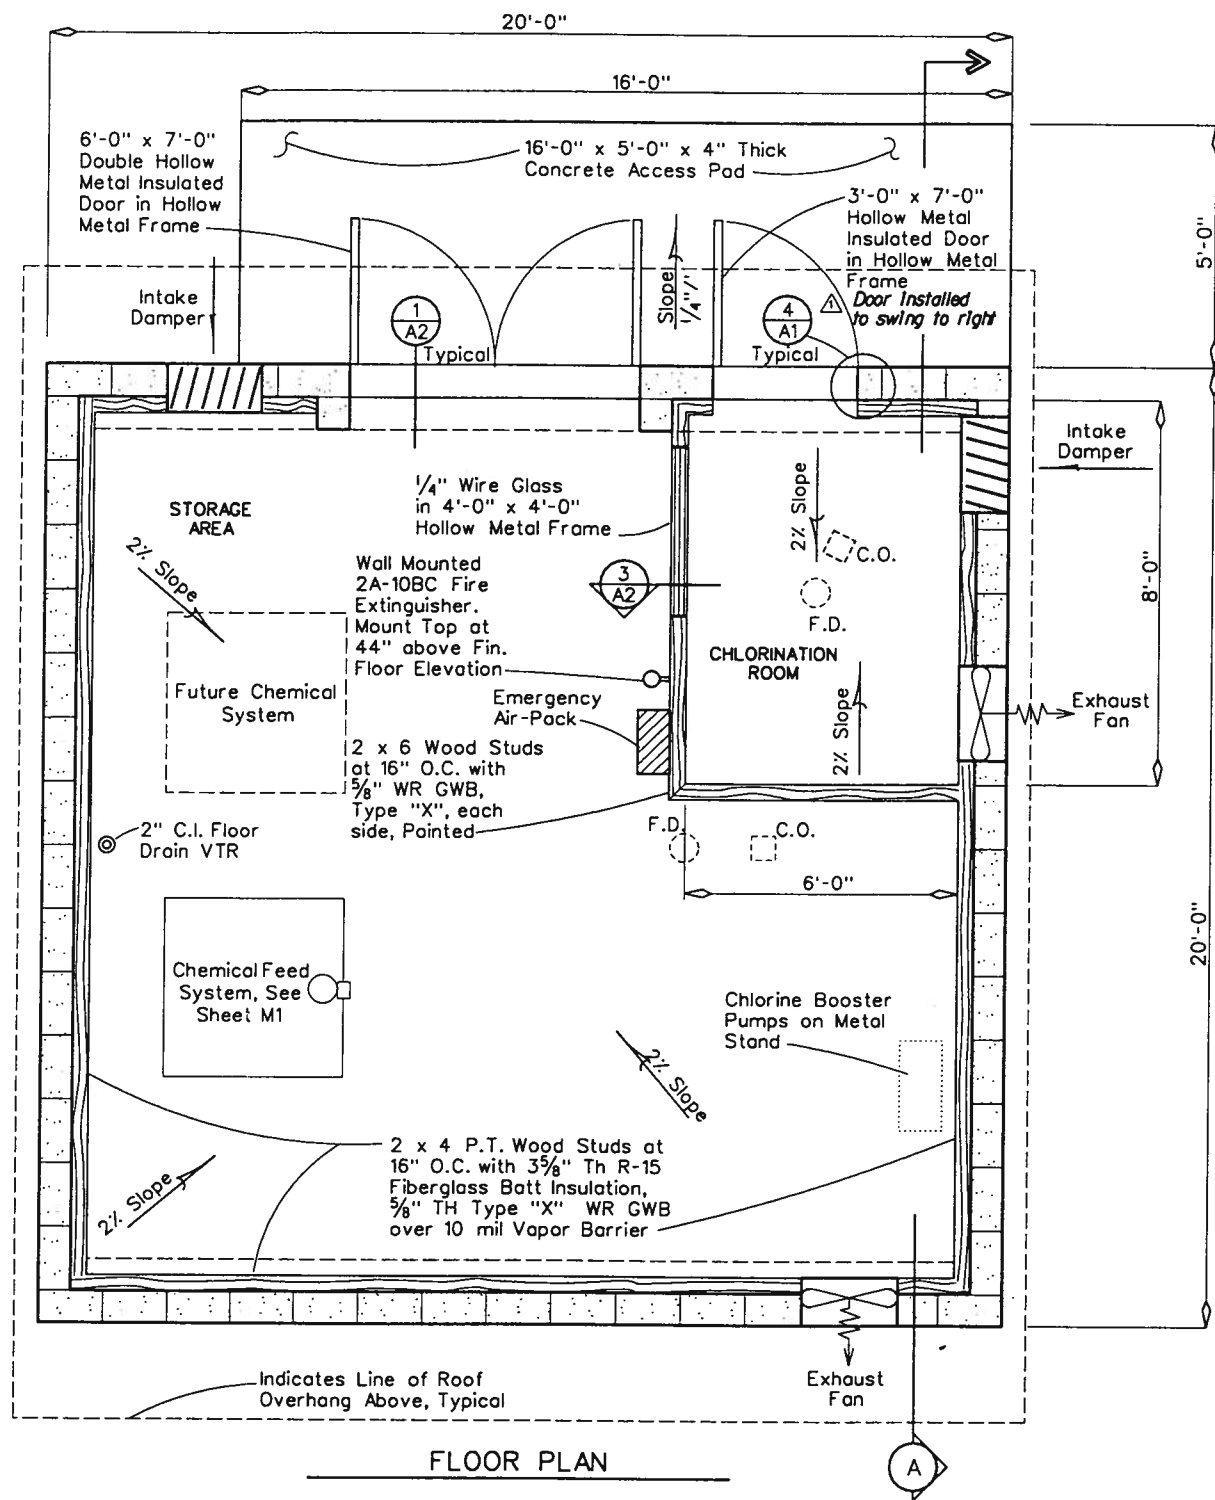 20'-0"
16'-0"
6'-0" x 7'-0"
Double Hollow
Metal Insulated
Door in Hollow
Metal Frame
16'-0" x 5'-0" x 4" Thick
Concrete Access Pad
3'-0" x 7'-0"
Hollow Metal
Insulated Door
in Hollow Metal
Frame
1
Door installed
to swing to right
5'-0"
Slope
1/4"/'
Intake
Damper
1
A2
Typical
4
A1
Typical
Intake
Damper
STORAGE
AREA
2% Slope
1/4" Wire Glass
in 4'-0" x 4'-0"
Hollow Metal Frame
2% Slope
C.O.
F.D.
3
A2
Wall Mounted
2A-10BC Fire
Extinguisher.
Mount Top at
44" above Fin.
Floor Elevation
8'-0"
CHLORINATION
ROOM
2% Slope
Future Chemical
System
Emergency
Air-Pack
Exhaust
Fan
2 x 6 Wood Studs
at 16" O.C. with
5/8" WR GWB,
Type "X", each
side, Painted
2" C.I. Floor
Drain VTR
F.D.
C.O.
6'-0"
20'-0"
Chemical Feed
System, See
Sheet M1
Chlorine Booster
Pumps on Metal
Stand
2% Slope
2 x 4 P.T. Wood Studs at
16" O.C. with 3 5/8" Th R-15
Fiberglass Batt Insulation,
5/8" TH Type "X" WR GWB
over 10 mil Vapor Barrier
2% Slope
Indicates Line of Roof
Overhang Above, Typical
Exhaust
Fan
A
FLOOR PLAN